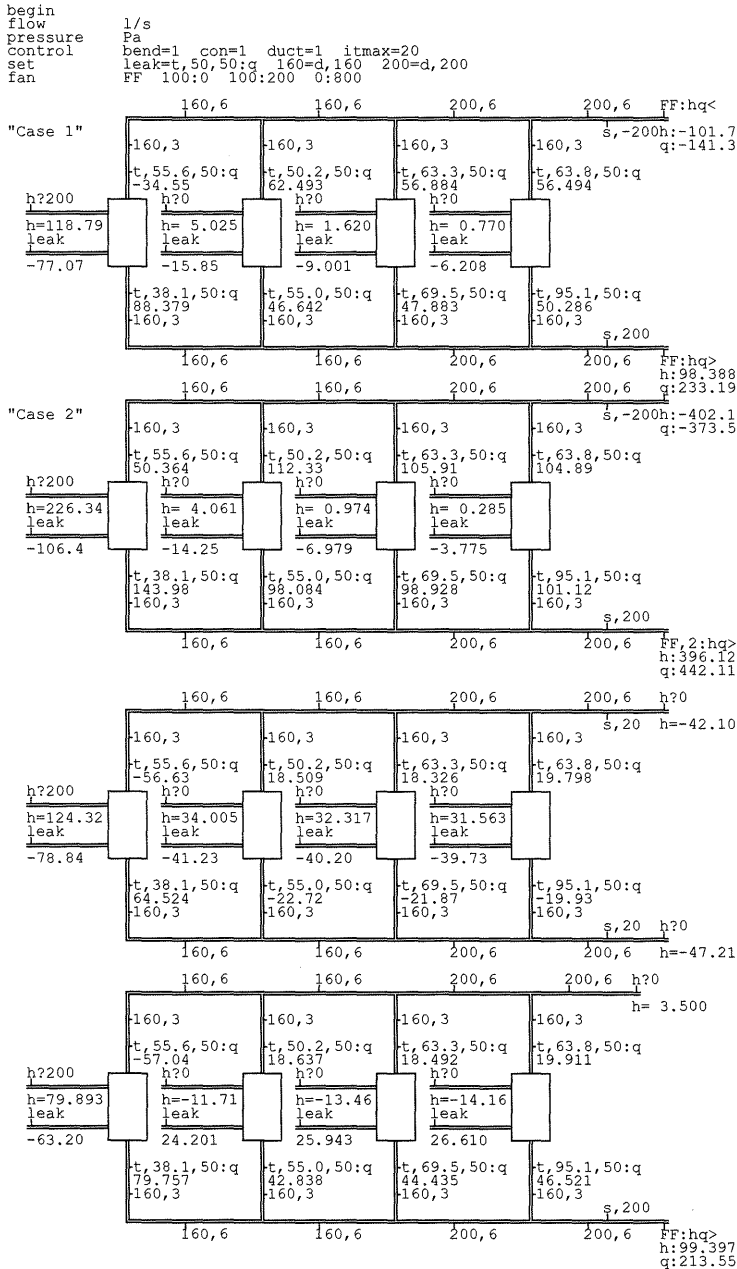 begin
flow l/s
pressure Pa
control bend=1 con=1 duct=1 itmax=20
set leak=t,50,50:q 160=d,160 200=d,200
fan FF 100:0 100:200 0:800
160,6 160,6 200,6 200,6 FF:hq<
"Case 1" s,-200h:-101.7
160,3 160,3 160,3 160,3 q:-141.3
t,55.6,50:q t,50.2,50:q t,63.3,50:q t,63.8,50:q
-34.55 62.493 56.884 56.494
h?200 h?0 h?0 h?0
h=118.79 h= 5.025 h= 1.620 h= 0.770
leak leak leak leak
-77.07 -15.85 -9.001 -6.208
t,38.1,50:q t,55.0,50:q t,69.5,50:q t,95.1,50:q
88.379 46.642 47.883 50.286
160,3 160,3 160,3 160,3
s,200
160,6 160,6 200,6 200,6 FF:hq>
h:98.388
160,6 160,6 200,6 200,6 q:233.19
"Case 2" s,-200h:-402.1
160,3 160,3 160,3 160,3 q:-373.5
t,55.6,50:q t,50.2,50:q t,63.3,50:q t,63.8,50:q
50.364 112.33 105.91 104.89
h?200 h?0 h?0 h?0
h=226.34 h= 4.061 h= 0.974 h= 0.285
leak leak leak leak
-106.4 -14.25 -6.979 -3.775
t,38.1,50:q t,55.0,50:q t,69.5,50:q t,95.1,50:q
143.98 98.084 98.928 101.12
160,3 160,3 160,3 160,3
s,200
160,6 160,6 200,6 200,6 FF,2:hq>
h:396.12
q:442.11
160,6 160,6 200,6 200,6 h?0
s,20 h=-42.10
160,3 160,3 160,3 160,3
t,55.6,50:q t,50.2,50:q t,63.3,50:q t,63.8,50:q
-56.63 18.509 18.326 19.798
h?200 h?0 h?0 h?0
h=124.32 h=34.005 h=32.317 h=31.563
leak leak leak leak
-78.84 -41.23 -40.20 -39.73
t,38.1,50:q t,55.0,50:q t,69.5,50:q t,95.1,50:q
64.524 -22.72 -21.87 -19.93
160,3 160,3 160,3 160,3
s,20 h?0
160,6 160,6 200,6 200,6 h=-47.21
160,6 160,6 200,6 200,6 h?0
h= 3.500
160,3 160,3 160,3 160,3
t,55.6,50:q t,50.2,50:q t,63.3,50:q t,63.8,50:q
-57.04 18.637 18.492 19.911
h?200 h?0 h?0 h?0
h=79.893 h=-11.71 h=-13.46 h=-14.16
leak leak leak leak
-63.20 24.201 25.943 26.610
t,38.1,50:q t,55.0,50:q t,69.5,50:q t,95.1,50:q
79.757 42.838 44.435 46.521
160,3 160,3 160,3 160,3
s,200
160,6 160,6 200,6 200,6 FF:hq>
h:99.397
q:213.55